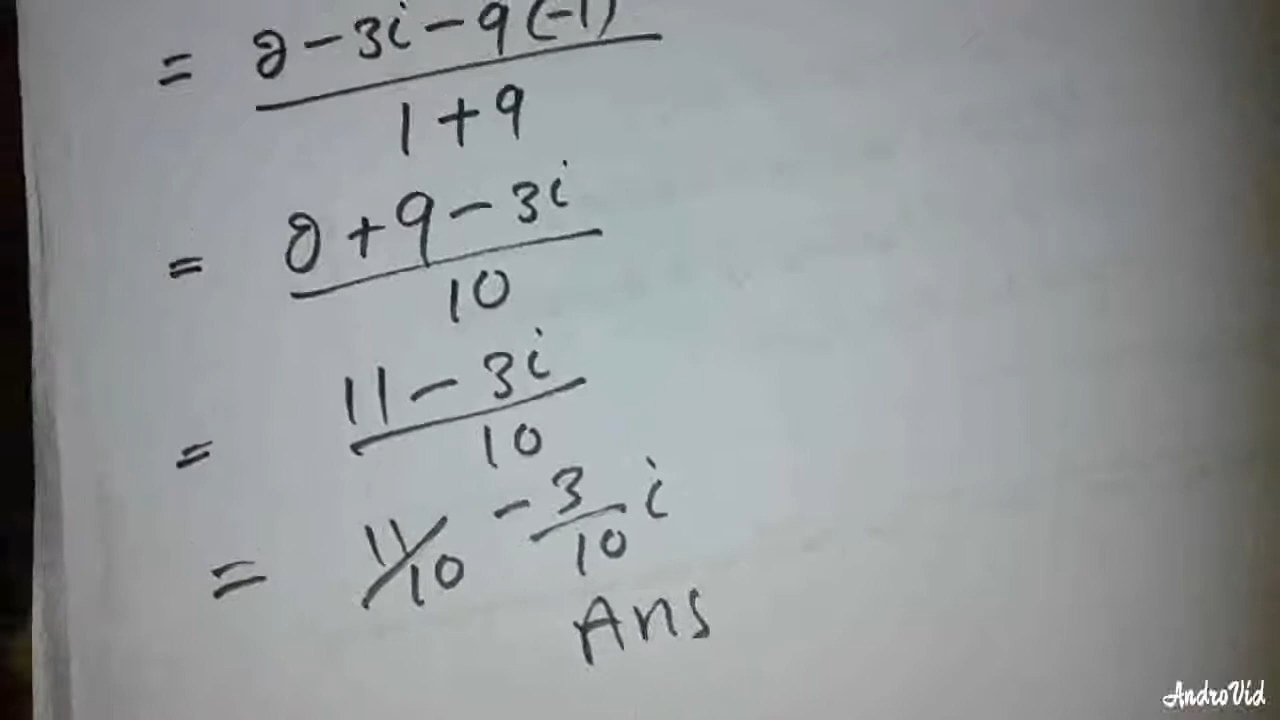 = 2-3i-9(-1)
1+9
= 2+9-3i
10
= 11-3i
10
= 11/10 -3/10 i
Ans
AndroVid